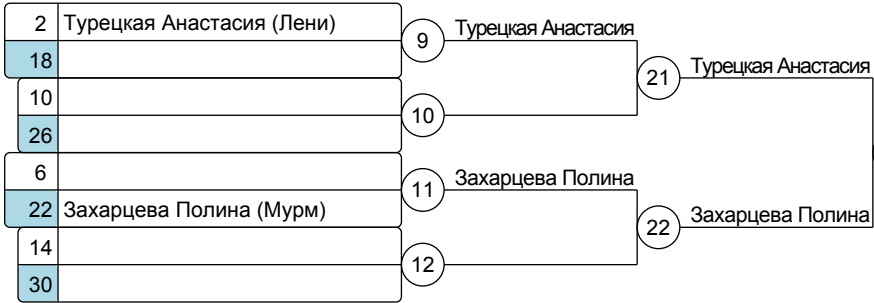 2 Турецкая Анастасия (Лени)
18
10
26
6
22 Захарцева Полина (Мурм)
14
30
9 Турецкая Анастасия
10
11 Захарцева Полина
12
21 Турецкая Анастасия
22 Захарцева Полина